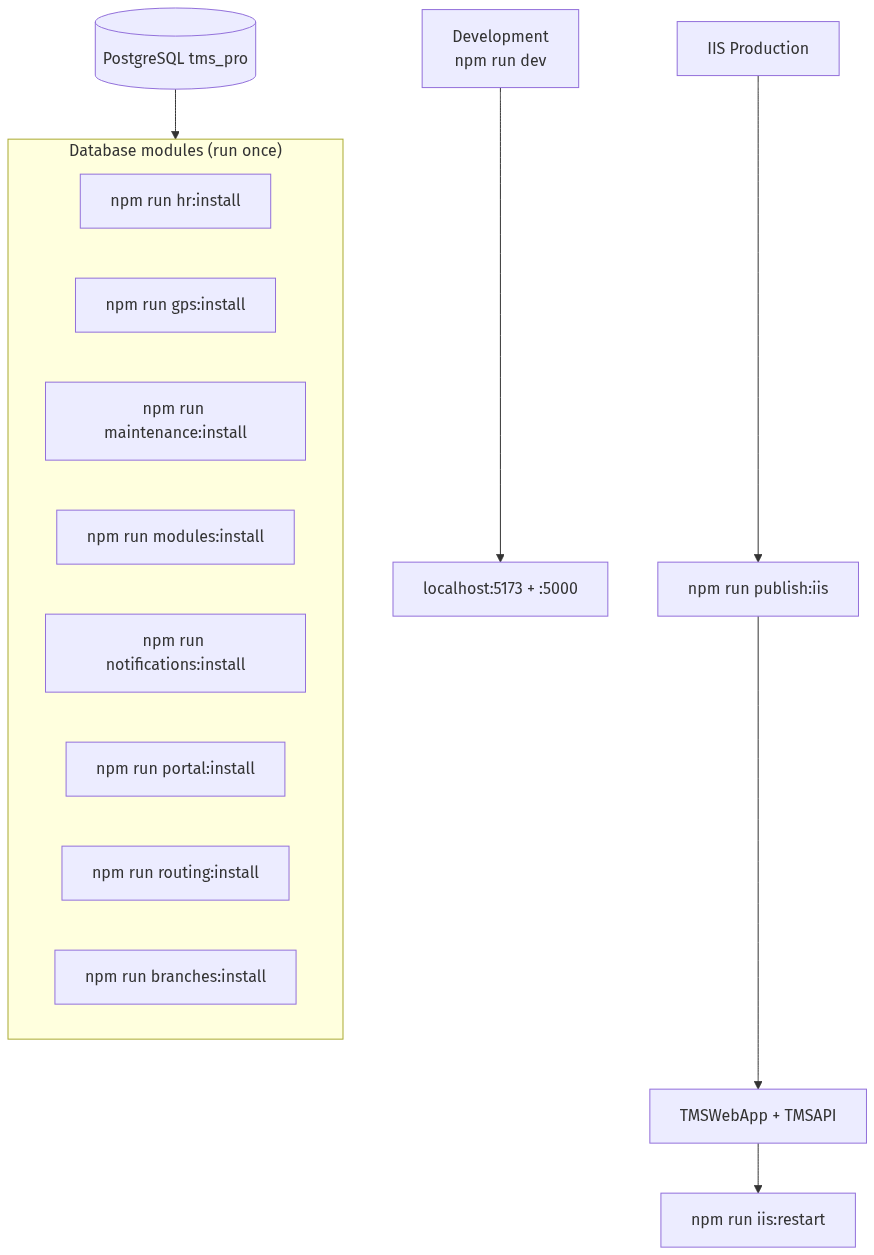 PostgreSQL tms_pro
Database modules (run once)
npm run hr:install
npm run gps:install
npm run
maintenance:install
npm run modules:install
npm run
notifications:install
npm run portal:install
npm run routing:install
npm run branches:install
Development
npm run dev
localhost:5173 + :5000
IIS Production
npm run publish:iis
TMSWebApp + TMSAPI
npm run iis:restart